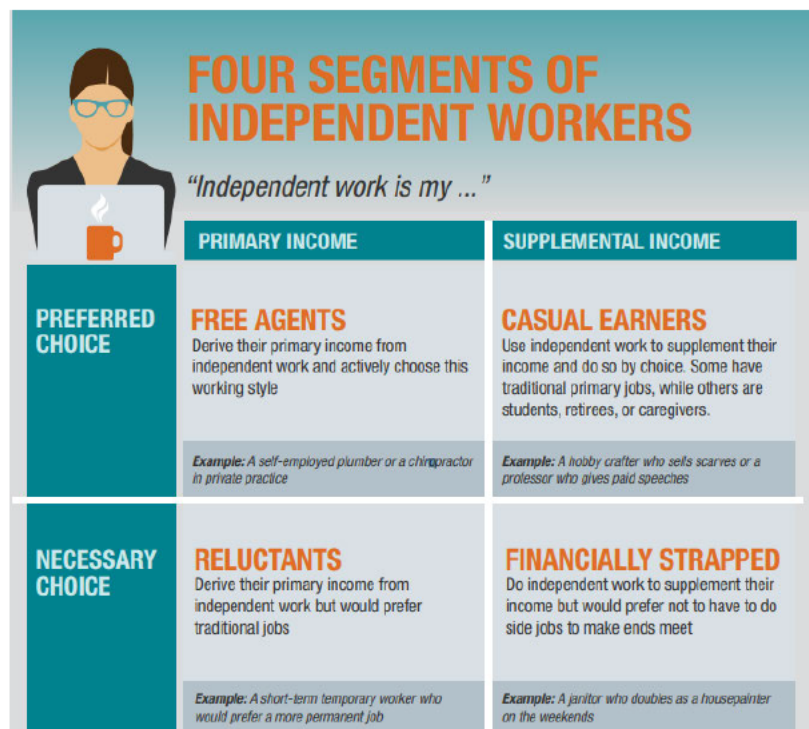 FOUR SEGMENTS OF
INDEPENDENT WORKERS
"Independent work is my ..."
PRIMARY INCOME
SUPPLEMENTAL INCOME
PREFERRED
CHOICE
FREE AGENTS
Derive their primary income from
independent work and actively choose this
working style
Example: A self-employed plumber or a chiropractor
in private practice
CASUAL EARNERS
Use independent work to supplement their
income and do so by choice. Some have
traditional primary jobs, while others are
students, retirees, or caregivers.
Example: A hobby crafter who sells scarves or a
professor who gives paid speeches
NECESSARY
CHOICE
RELUCTANTS
Derive their primary income from
independent work but would prefer
traditional jobs
Example: A short-term temporary worker who
would prefer a more permanent job
FINANCIALLY STRAPPED
Do independent work to supplement their
income but would prefer not to have to do
side jobs to make ends meet
Example: A janitor who doubles as a housepainter
on the weekends